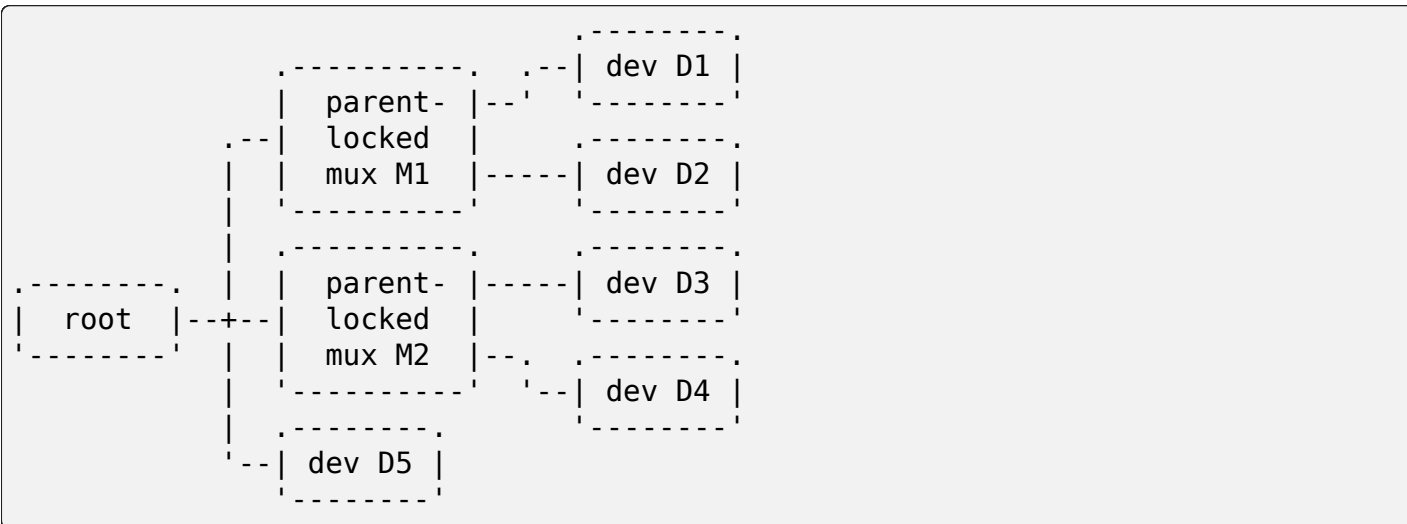 .--------.
               .----------.  .--| dev D1 |
               |  parent- |--'  '--------'
            .--|  locked  |     .--------.
            |  |  mux M1  |-----| dev D2 |
            |  '----------'     '--------'
            |  .----------.     .--------.
.--------.  |  |  parent- |-----| dev D3 |
|  root  |--+--|  locked  |     '--------'
'--------'  |  |  mux M2  |--.  .--------.
            |  '----------'  '--| dev D4 |
            |  .--------.       '--------'
            '--| dev D5 |
               '--------'